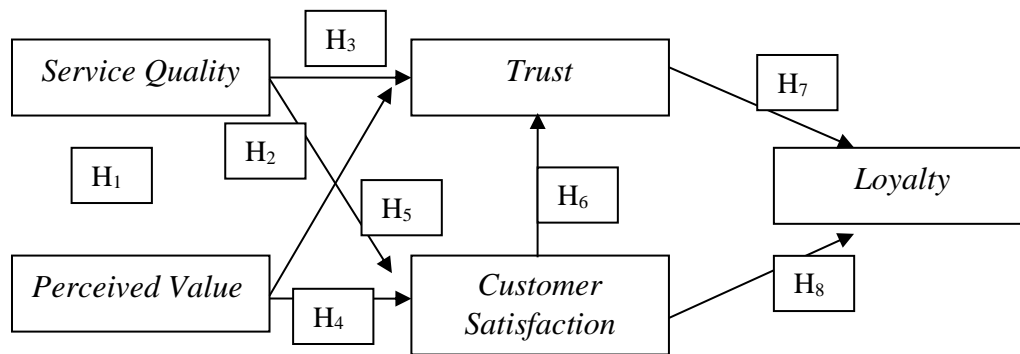 H₃
Service Quality
Trust
H₇
H₂
H₁
Loyalty
H₅
H₆
Perceived Value
Customer
Satisfaction
H₄
H₈